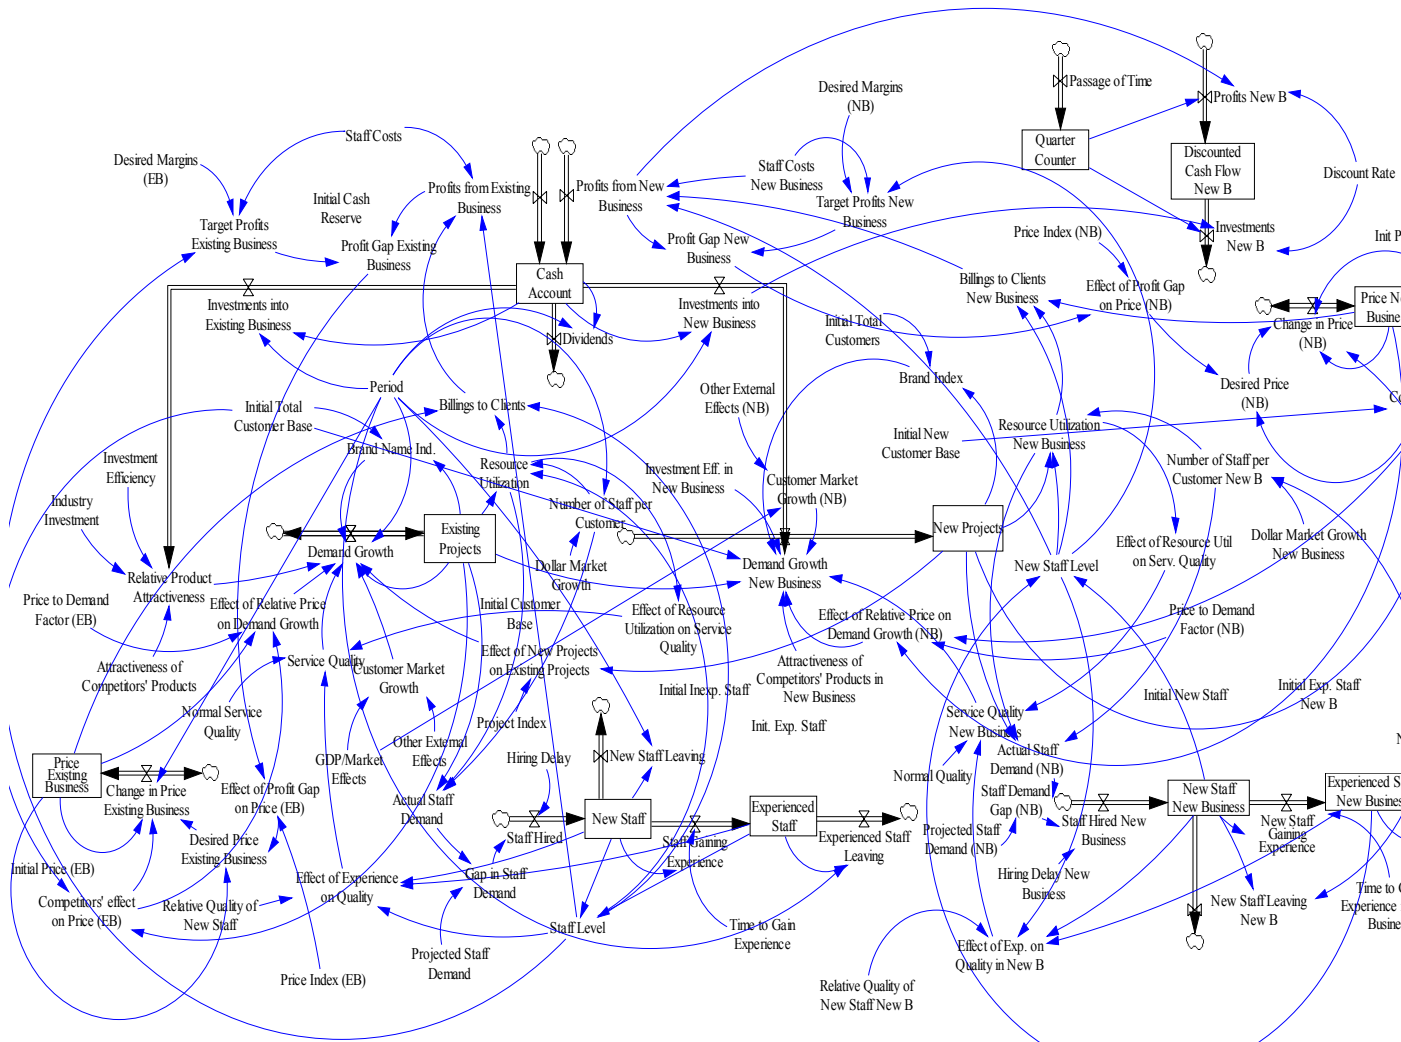 Passage of Time
Desired Margins
(NB)
Profits New B
Staff Costs
Quarter
Counter
Discounted
Cash Flow
New B
Desired Margins
(EB)
Staff Costs
New Business
Discount Rate
Profits from Existing
Business
Profits from New
Business
Initial Cash
Reserve
Target Profits New
Business
Target Profits
Existing Business
Price Index (NB)
Investments
New B
Init P
Profit Gap Existing
Business
Profit Gap New
Business
Cash
Account
Billings to Clients
New Business
Effect of Profit Gap
on Price (NB)
Price Ne
Busine
Investments into
Existing Business
Investments into
New Business
Initial Total
Customers
Change in Price
(NB)
Dividends
Period
Brand Index
Desired Price
(NB)
Other External
Effects (NB)
Co
Initial Total
Customer Base
Billings to Clients
Initial New
Customer Base
Resource Utilization
New Business
Brand Name Ind.
Investment
Efficiency
Resource
Utilization
Investment Eff. in
New Business
Customer Market
Growth (NB)
Number of Staff per
Customer New B
Industry
Investment
Number of Staff per
Customer
Existing
Projects
New Projects
Effect of Resource Util
on Serv. Quality
Dollar Market Growth
New Business
Demand Growth
Dollar Market
Growth
Demand Growth
New Business
New Staff Level
Relative Product
Attractiveness
Price to Demand
Factor (EB)
Effect of Relative Price
on Demand Growth
Initial Customer
Base
Effect of Resource
Utilization on Service
Quality
Effect of Relative Price on
Demand Growth (NB)
Price to Demand
Factor (NB)
Service Quality
Customer Market
Growth
Effect of New Projects
on Existing Projects
Attractiveness of
Competitors' Products
Attractiveness of
Competitors' Products in
New Business
Initial Inexp. Staff
Initial New Staff
Initial Exp. Staff
New B
Normal Service
Quality
Project Index
Init. Exp. Staff
Service Quality
New Business
Other External
Effects
GDP/Market
Effects
Hiring Delay
New Staff Leaving
Actual Staff
Demand (NB)
N
Price
Existing
Business
Change in Price
Existing Business
Effect of Profit Gap
on Price (EB)
Actual Staff
Demand
Normal Quality
Staff Demand
Gap (NB)
New Staff
New Business
Experienced S
New Busines
New Staff
Experienced
Staff
Staff Hired
Staff Gaining
Experience
Experienced Staff
Leaving
Projected Staff
Demand (NB)
Staff Hired New
Business
New Staff
Gaining
Experience
Desired Price
Existing Business
Initial Price (EB)
Effect of Experience
on Quality
Gap in Staff
Demand
Hiring Delay New
Business
Competitors' effect
on Price (EB)
Relative Quality of
New Staff
Staff Level
Time to Gain
Experience
New Staff Leaving
New B
Time to G
Experience
Busine
Projected Staff
Demand
Effect of Exp. on
Quality in New B
Price Index (EB)
Relative Quality of
New Staff New B